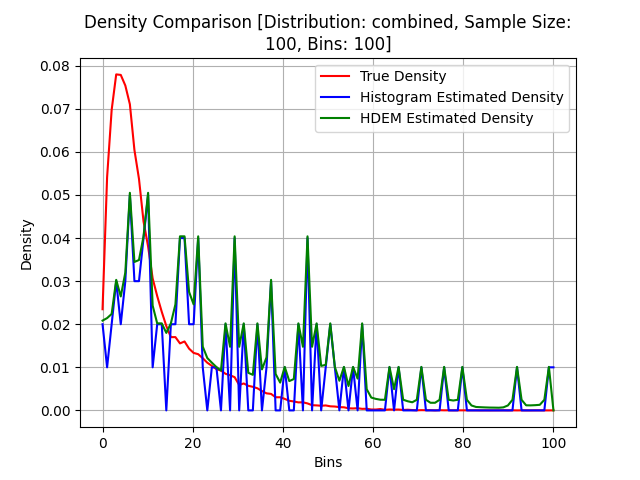 Density Comparison [Distribution: combined, Sample Size:
100, Bins: 100]
True Density
Histogram Estimated Density
HDEM Estimated Density
Density
0.08
0.07
0.06
0.05
0.04
0.03
0.02
0.01
0.00
0 20 40 60 80 100
Bins